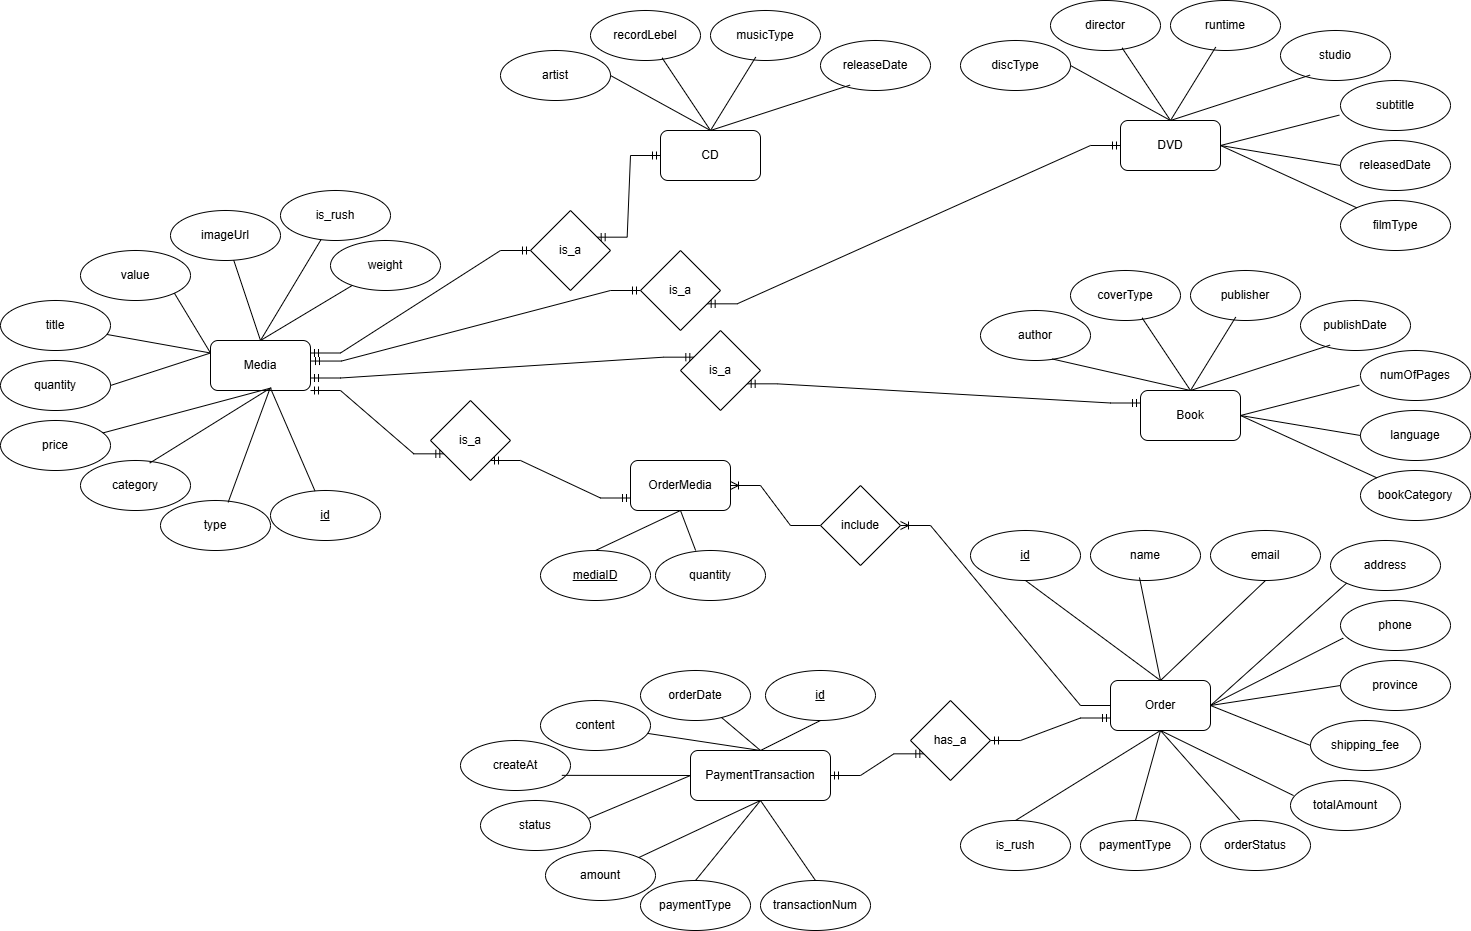 director
runtime
recordLebel
musicType
studio
artist
releaseDate
discType
subtitle
CD
DVD
releasedDate
is_rush
imageUrl
filmType
is_a
weight
value
is_a
coverType
publisher
title
author
publishDate
Media
is_a
numOfPages
quantity
Book
language
price
is_a
category
OrderMedia
bookCategory
type
id
include
id
name
email
address
mediaID
quantity
phone
orderDate
id
province
content
Order
has_a
shipping_fee
createAt
PaymentTransaction
totalAmount
status
is_rush
paymentType
orderStatus
amount
paymentType
transactionNum